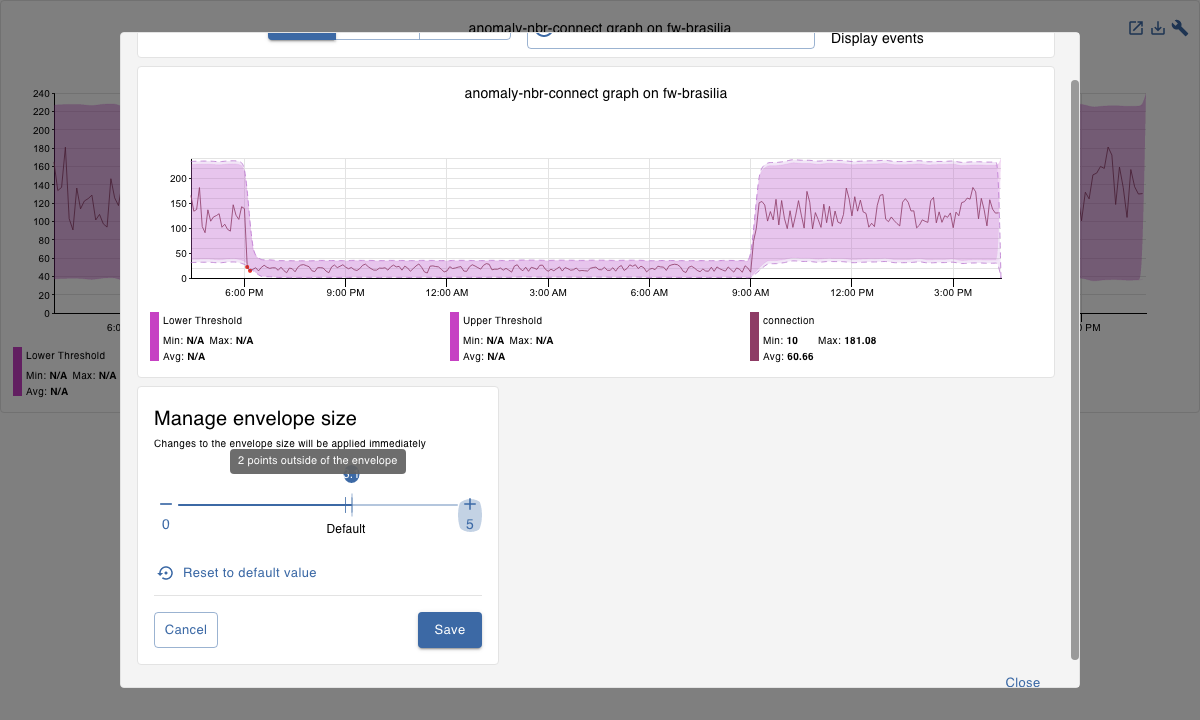 anomaly-nbr-connect graph on fw-brasilia
Display events
anomaly-nbr-connect graph on fw-brasilia
240
220
200
180
160
140
120
100
80
60
40
20
0
200
150
100
50
0
6:00 PM
9:00 PM
12:00 AM
3:00 AM
6:00 AM
9:00 AM
12:00 PM
3:00 PM
6:0
PM
Lower Threshold
Min: N/A Max: N/A
Avg: N/A
Upper Threshold
Min: N/A Max: N/A
Avg: N/A
connection
Min: 10 Max: 181.08
Avg: 60.66
Lower Threshold
Min: N/A Max: N/A
Avg: N/A
Manage envelope size
Changes to the envelope size will be applied immediately
2 points outside of the envelope
0
5
Default
Reset to default value
Cancel
Save
Close